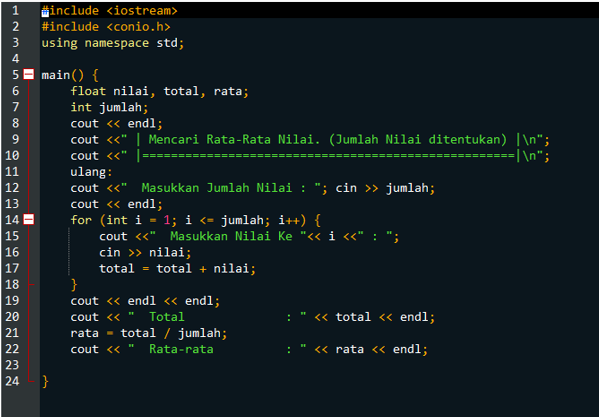 1 #include <iostream>
2 #include <conio.h>
3 using namespace std;
4
5 main() {
6 float nilai, total, rata;
7 int jumlah;
8 cout << endl;
9 cout <<" | Mencari Rata-Rata Nilai. (Jumlah Nilai ditentukan) |\n";
10 cout <<" |====================================================|\n";
11 ulang:
12 cout <<"  Masukkan Jumlah Nilai : "; cin >> jumlah;
13 cout << endl;
14 for (int i = 1; i <= jumlah; i++) {
15 cout <<"  Masukkan Nilai Ke "<< i <<" : ";
16 cin >> nilai;
17 total = total + nilai;
18 }
19 cout << endl << endl;
20 cout << "  Total              : " << total << endl;
21 rata = total / jumlah;
22 cout << "  Rata-rata          : " << rata << endl;
23
24 }